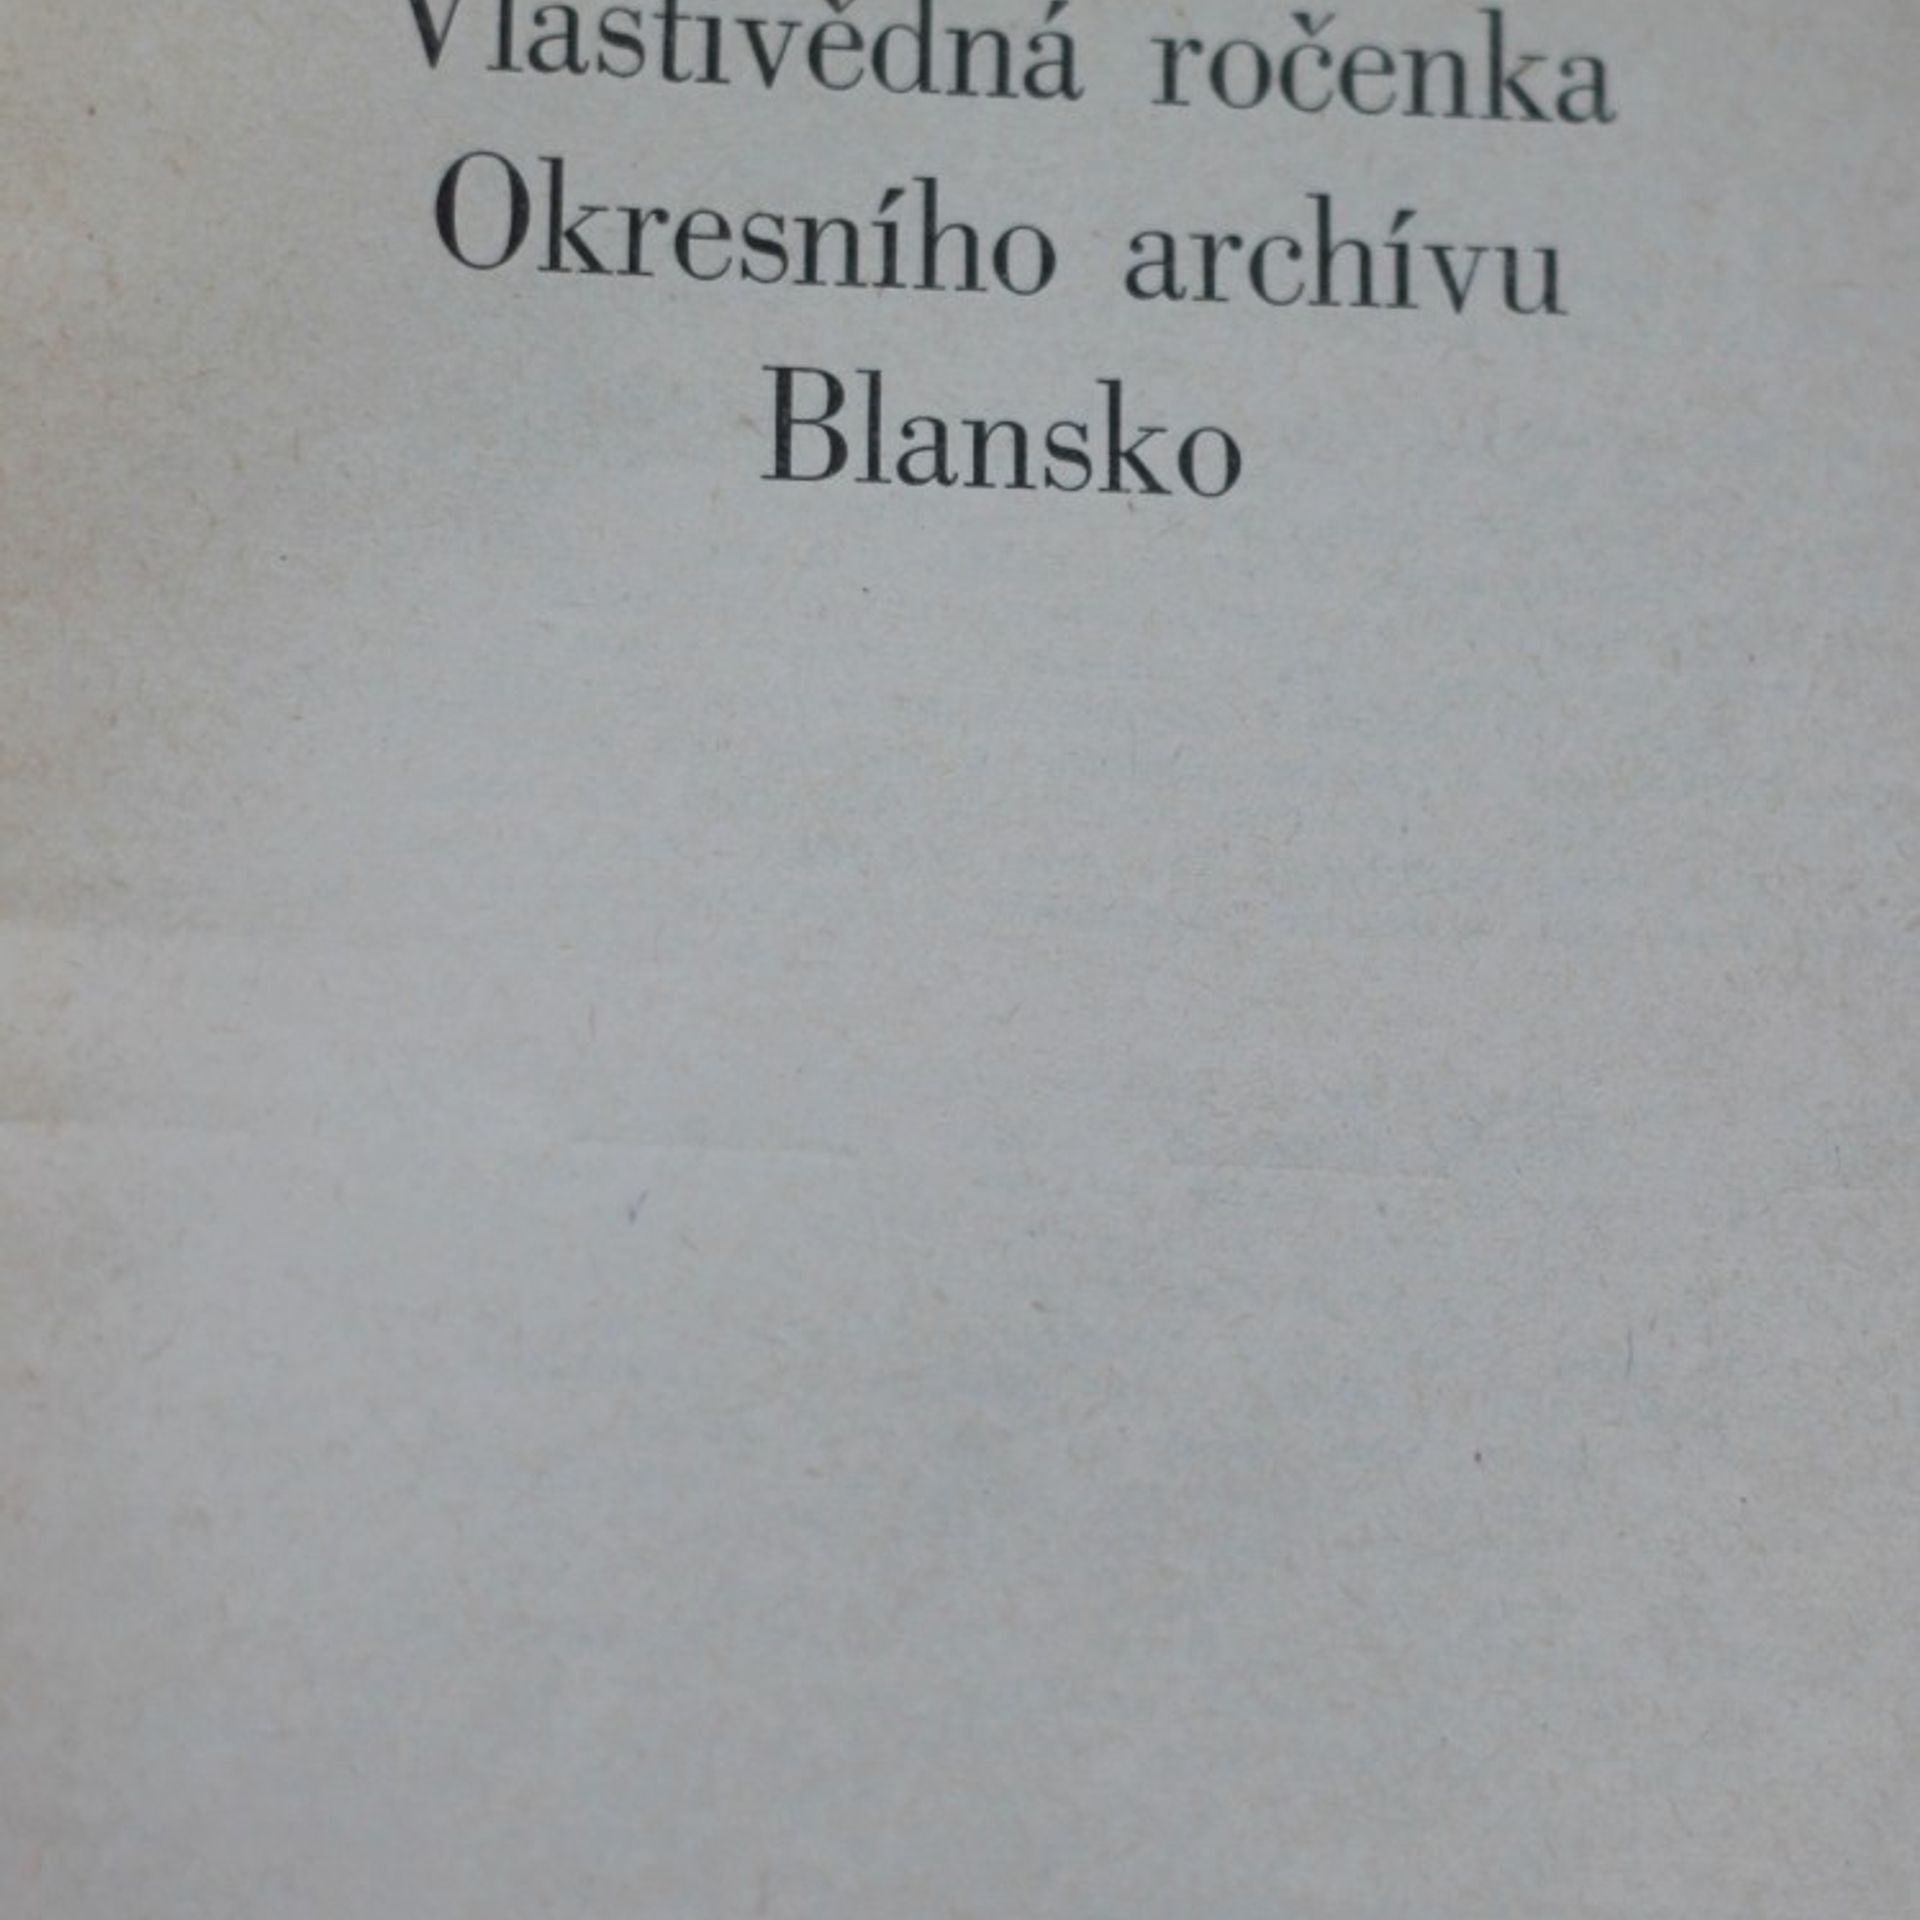 Vlastivědná ročenka
Okresního archívu
Blansko